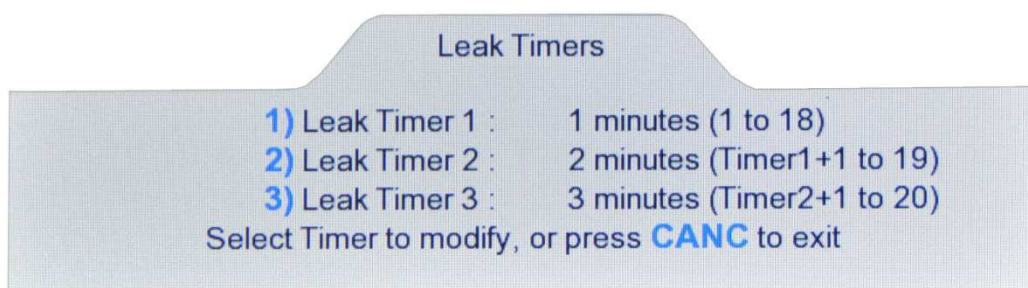 Leak Timers
1) Leak Timer 1 : 1 minutes (1 to 18)
2) Leak Timer 2 : 2 minutes (Timer1+1 to 19)
3) Leak Timer 3 : 3 minutes (Timer2+1 to 20)
Select Timer to modify, or press CANC to exit